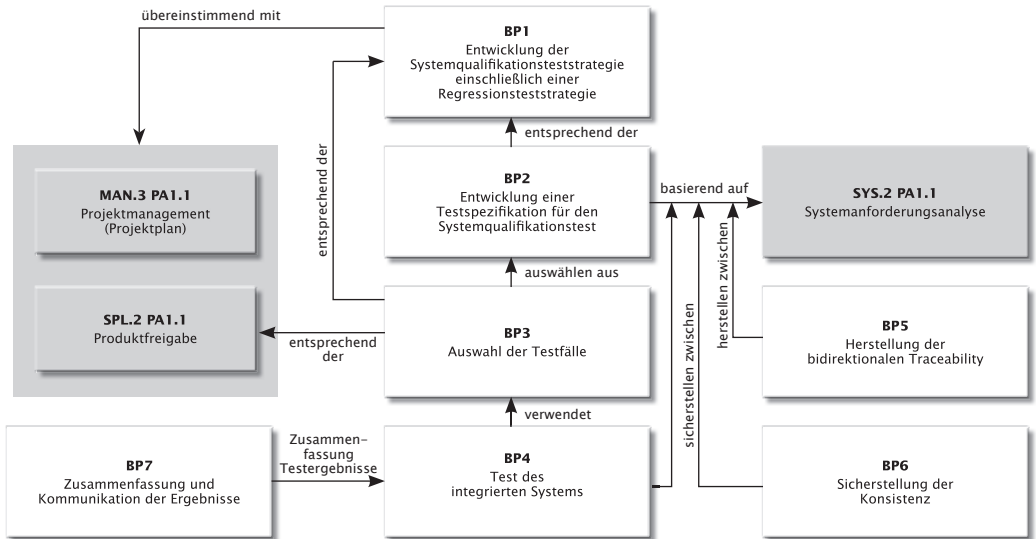 übereinstimmend mit
BP1
Entwicklung der
Systemqualifikationsteststrategie
einschließlich einer
Regressionsteststrategie
entsprechend der
entsprechend der
MAN.3 PA1.1
Projektmanagement
(Projektplan)
BP2
Entwicklung einer
Testspezifikation für den
Systemqualifikationstest
basierend auf
SYS.2 PA1.1
Systemanforderungsanalyse
auswählen aus
SPL.2 PA1.1
Produktfreigabe
entsprechend
der
BP3
Auswahl der Testfälle
sicherstellen zwischen
herstellen zwischen
BP5
Herstellung der
bidirektionalen Traceability
verwendet
BP7
Zusammenfassung und
Kommunikation der Ergebnisse
Zusammen-
fassung
Testergebnisse
BP4
Test des
integrierten Systems
BP6
Sicherstellung der
Konsistenz